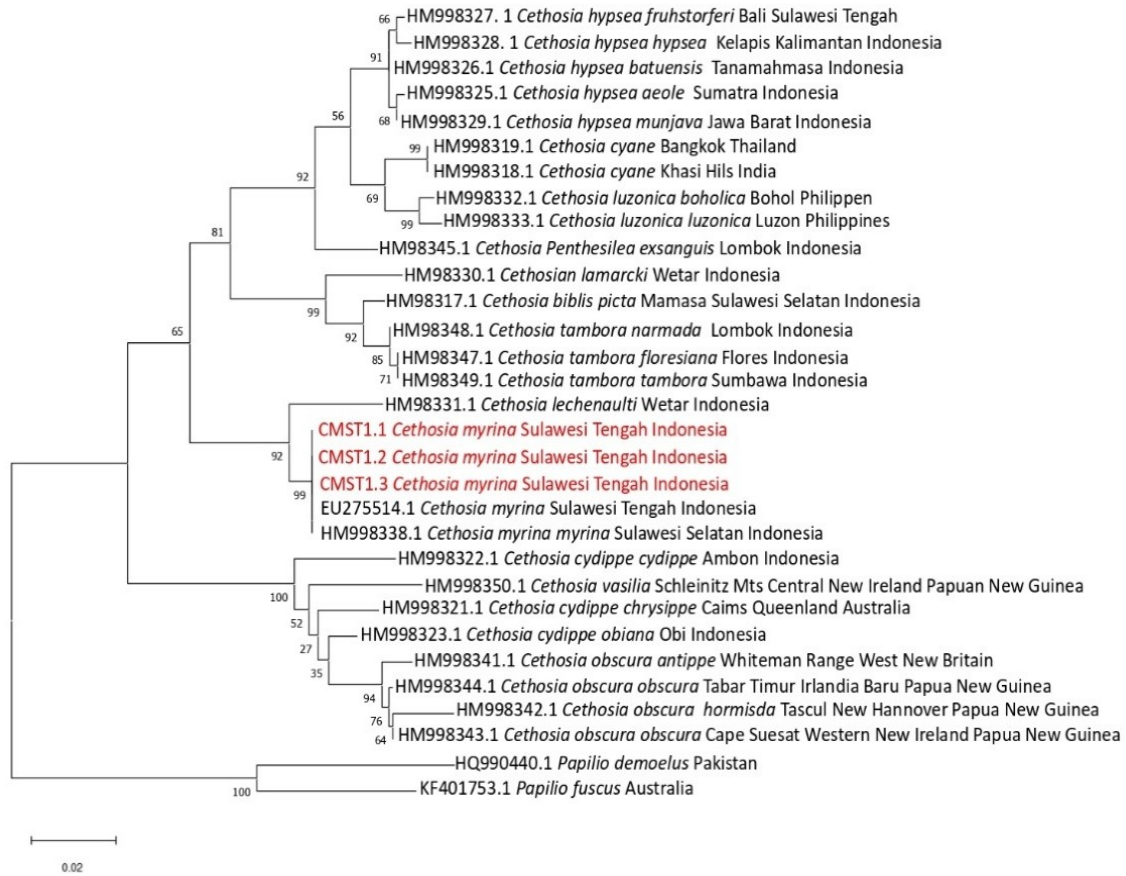 66 HM998327. 1 Cethosia hypsea fruhstorferi Bali Sulawesi Tengah
HM998328. 1 Cethosia hypsea hypsea Kelapis Kalimantan Indonesia
91
HM998326.1 Cethosia hypsea batuensis Tanamahmasa Indonesia
HM998325.1 Cethosia hypsea aeole Sumatra Indonesia
56
68 HM998329.1 Cethosia hypsea munjava Jawa Barat Indonesia
99 HM998319.1 Cethosia cyane Bangkok Thailand
HM998318.1 Cethosia cyane Khasi Hils India
92
69
HM998332.1 Cethosia luzonica boholica Bohol Philippen
99 HM998333.1 Cethosia luzonica luzonica Luzon Philippines
81
HM98345.1 Cethosia Penthesilea exsanguis Lombok Indonesia
HM98330.1 Cethosian lamarcki Wetar Indonesia
99
HM98317.1 Cethosia biblis picta Mamasa Sulawesi Selatan Indonesia
65
92
HM98348.1 Cethosia tambora narmada Lombok Indonesia
85 HM98347.1 Cethosia tambora floresiana Flores Indonesia
71 HM98349.1 Cethosia tambora tambora Sumbawa Indonesia
HM98331.1 Cethosia lechenaulti Wetar Indonesia
CMST1.1 Cethosia myrina Sulawesi Tengah Indonesia
92 CMST1.2 Cethosia myrina Sulawesi Tengah Indonesia
CMST1.3 Cethosia myrina Sulawesi Tengah Indonesia
99
EU275514.1 Cethosia myrina Sulawesi Tengah Indonesia
HM998338.1 Cethosia myrina myrina Sulawesi Selatan Indonesia
HM998322.1 Cethosia cydippe cydippe Ambon Indonesia
100
HM998350.1 Cethosia vasilia Schleinitz Mts Central New Ireland Papuan New Guinea
52
HM998321.1 Cethosia cydippe chrysippe Caims Queenland Australia
27
HM998323.1 Cethosia cydippe obiana Obi Indonesia
35
HM998341.1 Cethosia obscura antippe Whiteman Range West New Britain
94
HM998344.1 Cethosia obscura obscura Tabar Timur Irlandia Baru Papua New Guinea
76
HM998342.1 Cethosia obscura hormisda Tascul New Hannover Papua New Guinea
64 HM998343.1 Cethosia obscura obscura Cape Suesat Western New Ireland Papua New Guinea
HQ990440.1 Papilio demoelus Pakistan
100
KF401753.1 Papilio fuscus Australia
0.02